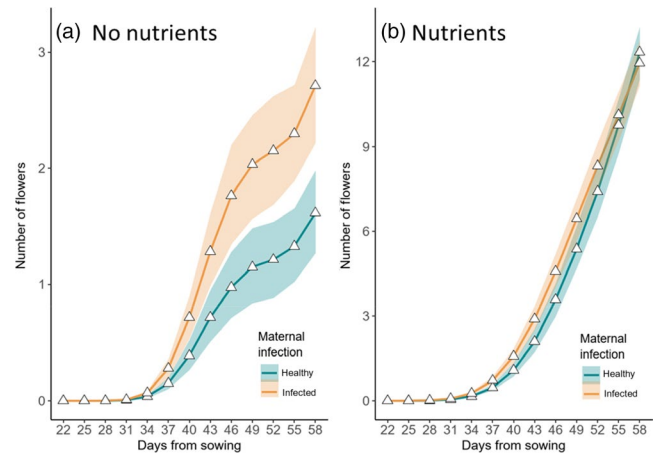 (a) No nutrients
3
2
1
0
Number of flowers
Maternal
infection
Healthy
Infected
22 25 28 31 34 37 40 43 46 49 52 55 58
Days from sowing
(b) Nutrients
12
9
6
3
0
Number of flowers
Maternal
infection
Healthy
Infected
22 25 28 31 34 37 40 43 46 49 52 55 58
Days from sowing